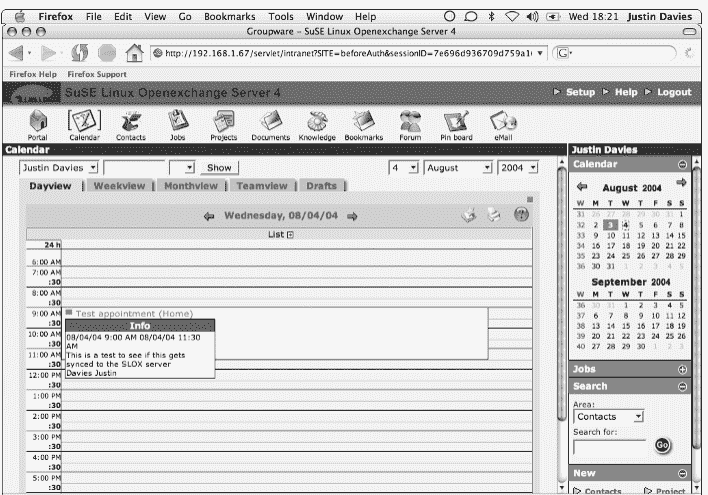 Firefox File Edit View Go Bookmarks Tools Window Help Wed 18:21 Justin Davies
Groupware – SuSE Linux Openexchange Server 4
http://192.168.1.67/servlet/intranet?SITE=beforeAuth&sessionID=7e696d936709d759a1
Firefox Help Firefox Support
SuSE Linux Openexchange Server 4
Setup Help Logout
Portal Calendar Contacts Jobs Projects Documents Knowledge Bookmarks Forum Pin board eMail
Calendar
Justin Davies
Justin Davies Show 4 August 2004
Dayview Weekview Monthview Teamview Drafts
Wednesday, 08/04/04
List
24 h
6:00 AM
7:00 AM
:30
8:00 AM
:30
9:00 AM Test appointment (Home)
:30
Info
08/04/04 9:00 AM 08/04/04 11:30
AM
This is a test to see if this gets
synced to the SLOX server
Davies Justin
10:00 AM
:30
11:00 AM
12:00 PM
:30
1:00 PM
:30
2:00 PM
:30
3:00 PM
:30
4:00 PM
:30
5:00 PM
:30
Calendar
August 2004
W M T W T F S S
31 26 27 28 29 30 31 1
32 2 3 4 5 6 7 8
33 9 10 11 12 13 14 15
34 16 17 18 19 20 21 22
35 23 24 25 26 27 28 29
36 30 31 1 2 3 4 5
September 2004
W M T W T F S S
36 30 31 1 2 3 4 5
37 6 7 8 9 10 11 12
38 13 14 15 16 17 18 19
39 20 21 22 23 24 25 26
40 27 28 29 30 1 2 3
Jobs
Search
Area:
Contacts
Search for:
Go
New
Contacts Project